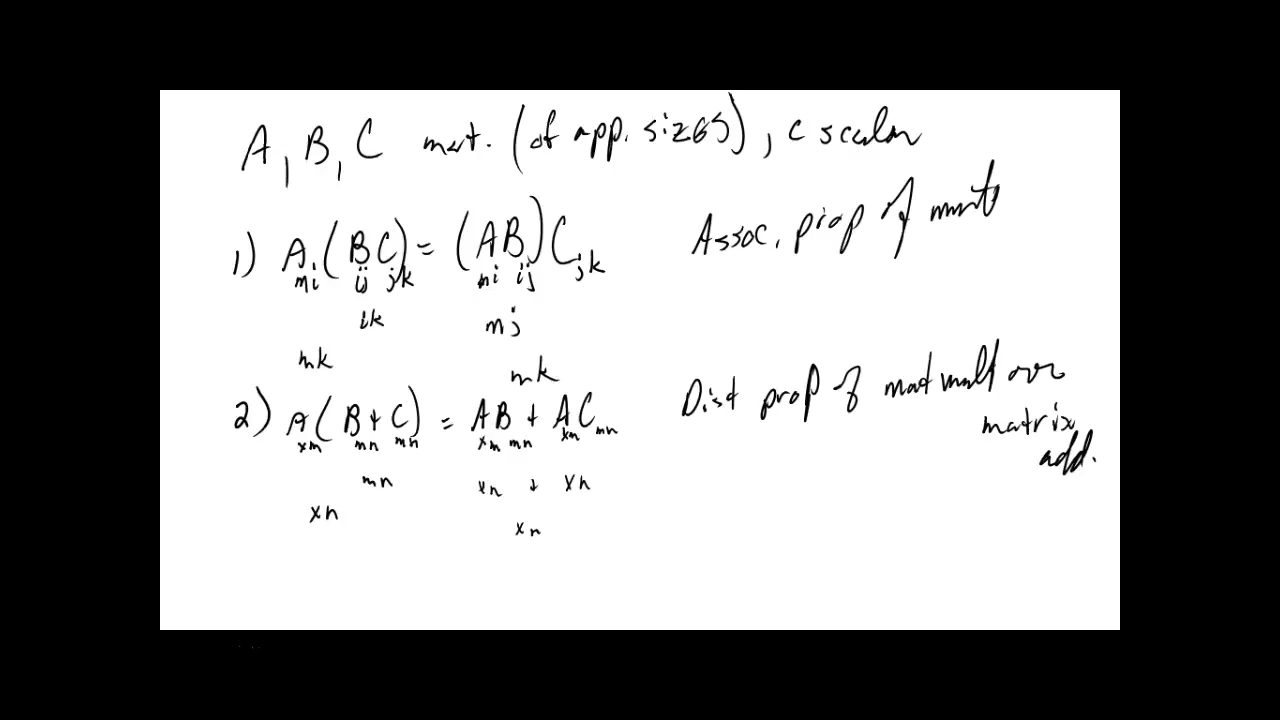 A, B, C mat. (of app. sizes), c scalar
1) A(BC) = (AB)C Assoc. prop of mult
mi ij jk mi ij jk
ik mj
mk mk
2) A(B+C) = AB + AC Dist prop of mat mult over
xm mn mn xm mn xm mn matrix
add.
mn xn + xn
xn xn